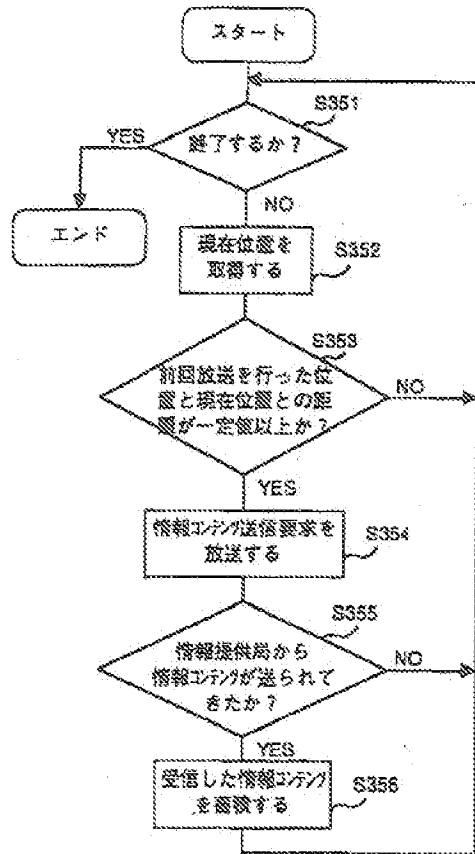 スタート
S351
終了するか？
YES
NO
エンド
現在位置を
取得する
S352
S353
前回放送を行った位
置と現在位置との距
離が一定値以上か？
NO
YES
情報コンテンツ送信要求を
放送する
S354
S355
情報提供局から
情報コンテンツが送られて
きたか？
NO
YES
受信した情報コンテンツ
を蓄積する
S356